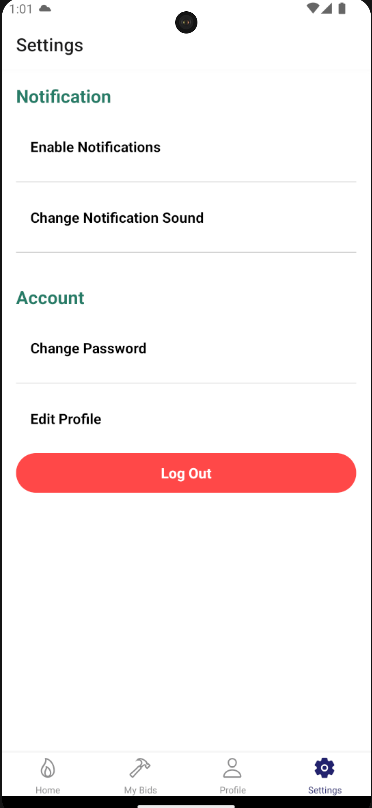 1:01
Settings
Notification
Enable Notifications
Change Notification Sound
Account
Change Password
Edit Profile
Log Out
Home
My Bids
Profile
Settings